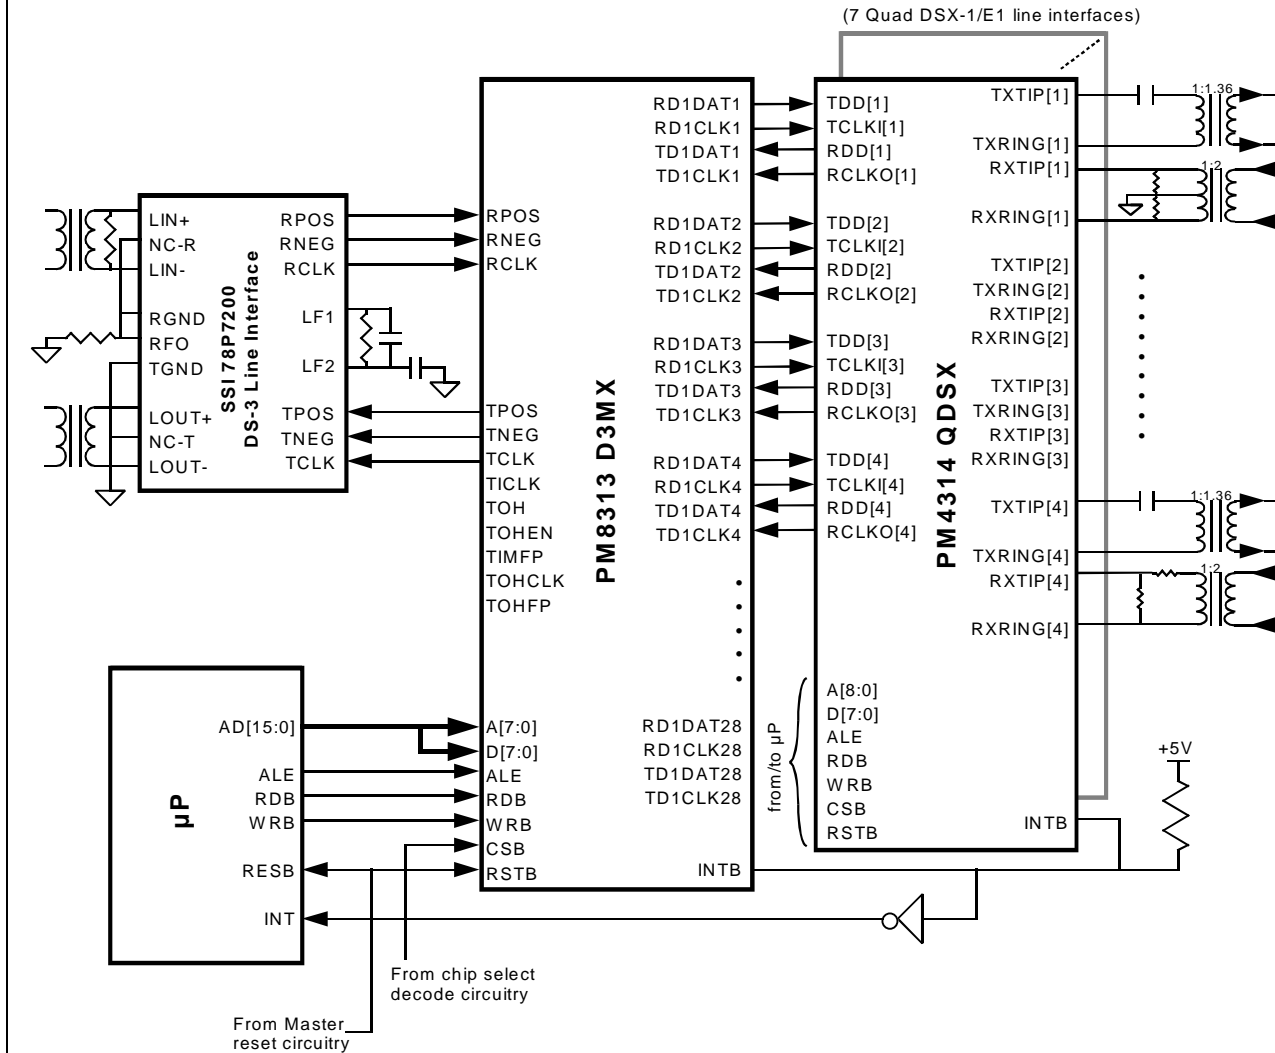 (7 Quad DSX-1/E1 line interfaces)
LIN+
NC-R
LIN-
RGND
RFO
TGND
LOUT+
NC-T
LOUT-
SSI78P7200
DS-3 Line Interface
RPOS
RNEG
RCLK
LF1
LF2
TPOS
TNEG
TCLK
RPOS
RNEG
RCLK
TPOS
TNEG
TCLK
TICLK
TOH
TOHEN
TIMFP
TOHCLK
TOHFP
A[7:0]
D[7:0]
ALE
RDB
WRB
CSB
RSTB
PM8313 D3MX
RD1DAT1
RD1CLK1
TD1DAT1
TD1CLK1
RD1DAT2
RD1CLK2
TD1DAT2
TD1CLK2
RD1DAT3
RD1CLK3
TD1DAT3
TD1CLK3
RD1DAT4
RD1CLK4
TD1DAT4
TD1CLK4
RD1DAT28
RD1CLK28
TD1DAT28
TD1CLK28
INTB
TDD[1]
TCLKI[1]
RDD[1]
RCLKO[1]
TDD[2]
TCLKI[2]
RDD[2]
RCLKO[2]
TDD[3]
TCLKI[3]
RDD[3]
RCLKO[3]
TDD[4]
TCLKI[4]
RDD[4]
RCLKO[4]
from/to µP
A[8:0]
D[7:0]
ALE
RDB
WRB
CSB
RSTB
PM4314 QDSX
TXTIP[1]
TXRING[1]
RXTIP[1]
RXRING[1]
TXTIP[2]
TXRING[2]
RXTIP[2]
RXRING[2]
TXTIP[3]
TXRING[3]
RXTIP[3]
RXRING[3]
TXTIP[4]
TXRING[4]
RXTIP[4]
RXRING[4]
INTB
1:1.36
1:2
1:1.36
1:2
+5V
µP
AD[15:0]
ALE
RDB
WRB
RESB
INT
From chip select
decode circuitry
From Master
reset circuitry